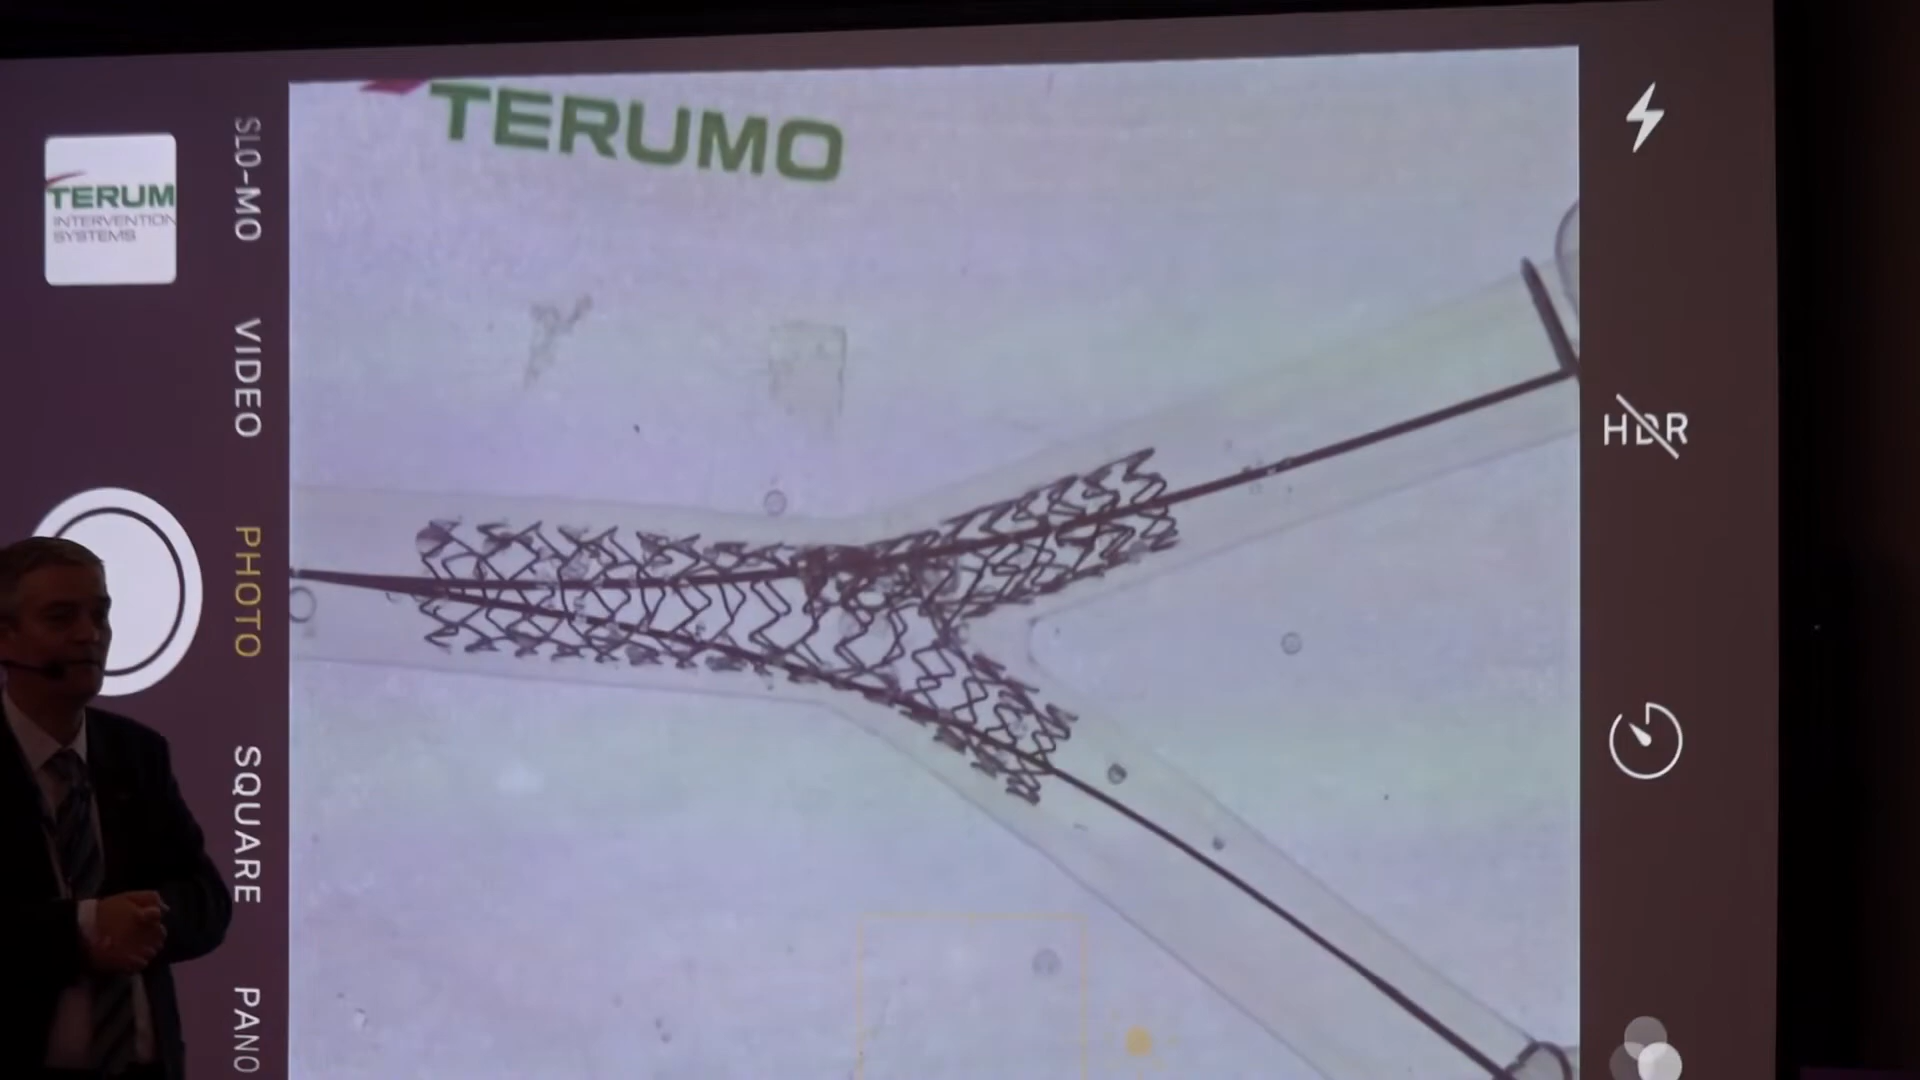 TERUMO
TERUM
INTERVENTION
SYSTEMS
SLO-MO
VIDEO
PHOTO
SQUARE
PANO
HDR